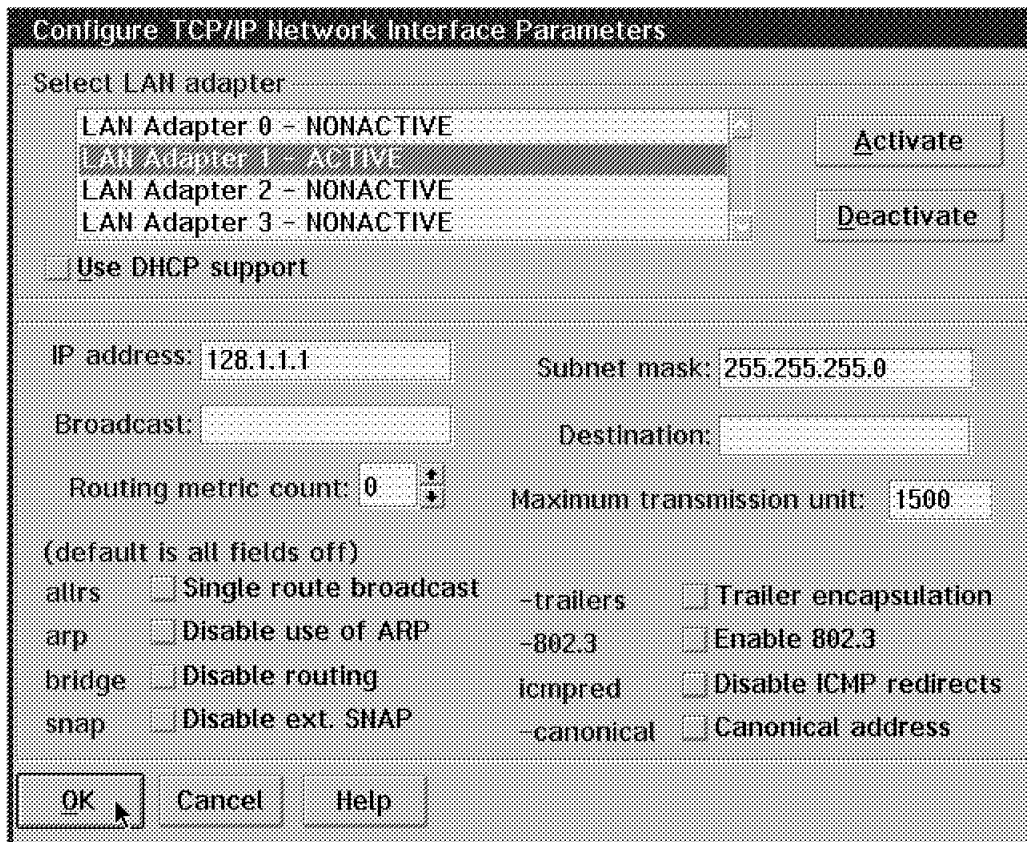 Configure TCP/IP Network Interface Parameters
Select LAN adapter
LAN Adapter 0 - NONACTIVE
LAN Adapter 1 - ACTIVE
LAN Adapter 2 - NONACTIVE
LAN Adapter 3 - NONACTIVE
Activate
Deactivate
Use DHCP support
IP address: 128.1.1.1
Subnet mask: 255.255.255.0
Broadcast:
Destination:
Routing metric count: 0
Maximum transmission unit: 1500
(default is all fields off)
allrs Single route broadcast
arp Disable use of ARP
bridge Disable routing
snap Disable ext. SNAP
-trailers Trailer encapsulation
-802.3 Enable 802.3
icmpred Disable ICMP redirects
-canonical Canonical address
OK Cancel Help